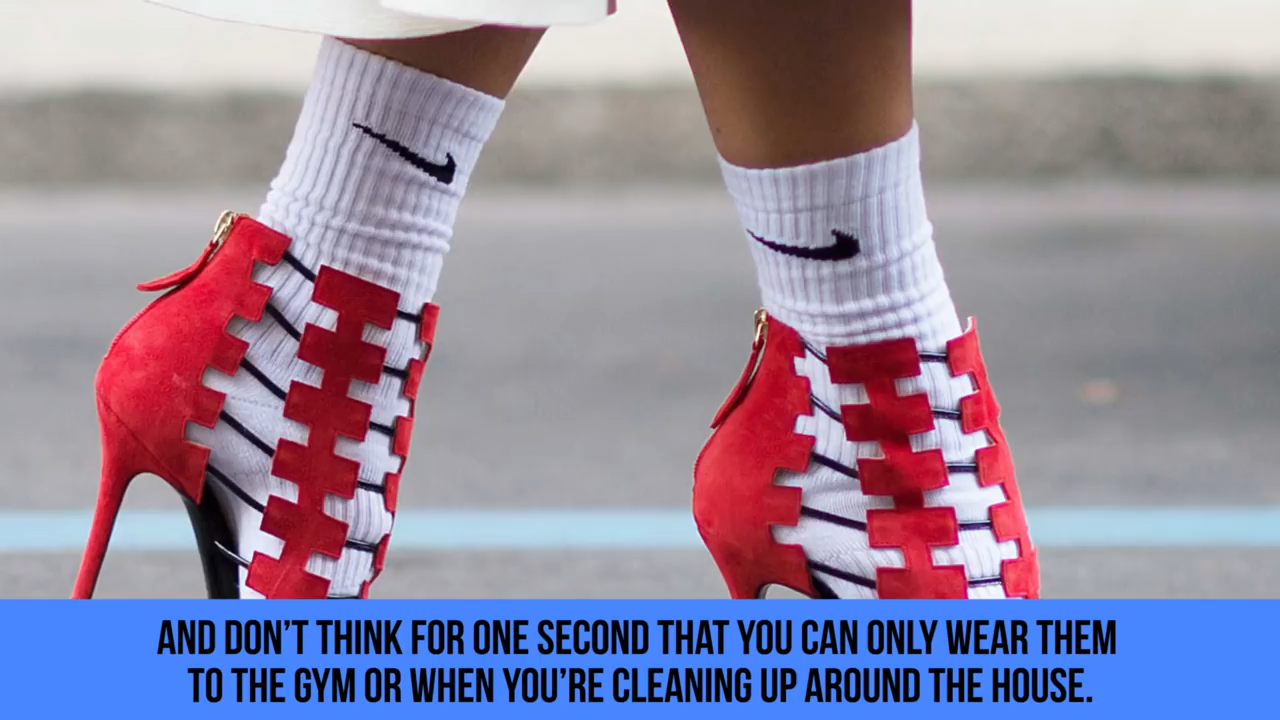 AND DON’T THINK FOR ONE SECOND THAT YOU CAN ONLY WEAR THEM
TO THE GYM OR WHEN YOU’RE CLEANING UP AROUND THE HOUSE.